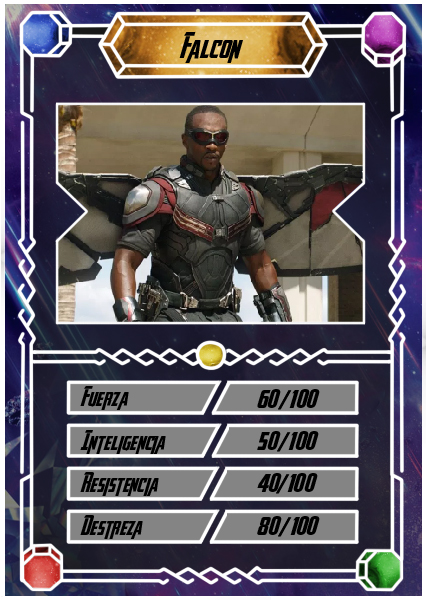 Falcon
Fuerza 60/100
Inteligencia 50/100
Resistencia 40/100
Destreza 80/100